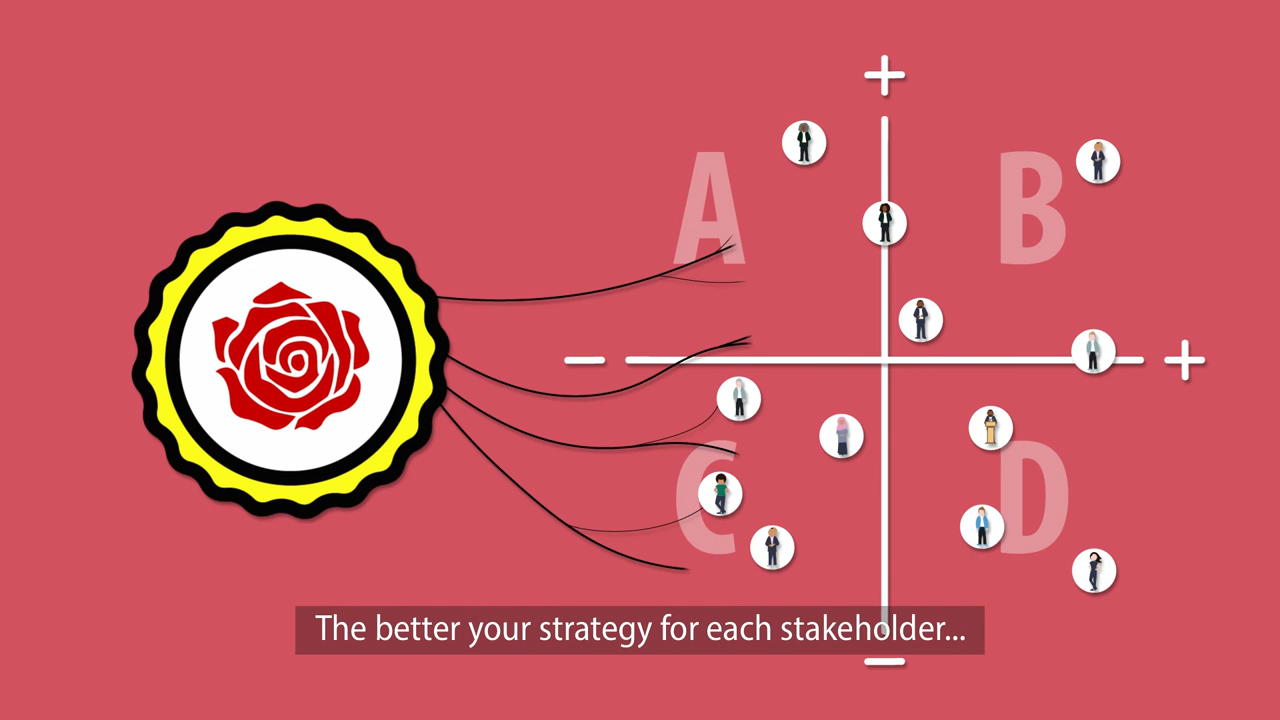 +
A B
- +
C D
The better your strategy for each stakeholder...
-